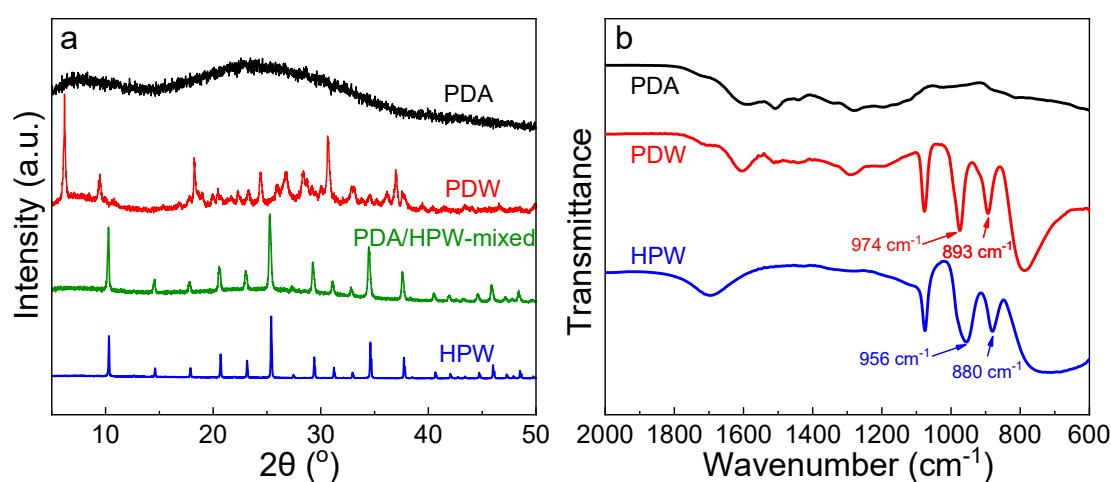 a
PDA
PDW
PDA/HPW-mixed
HPW
Intensity (a.u.)
10 20 30 40 50
2θ (°)
b
PDA
PDW
974 cm⁻¹
893 cm⁻¹
HPW
956 cm⁻¹
880 cm⁻¹
Transmittance
2000 1800 1600 1400 1200 1000 800 600
Wavenumber (cm⁻¹)